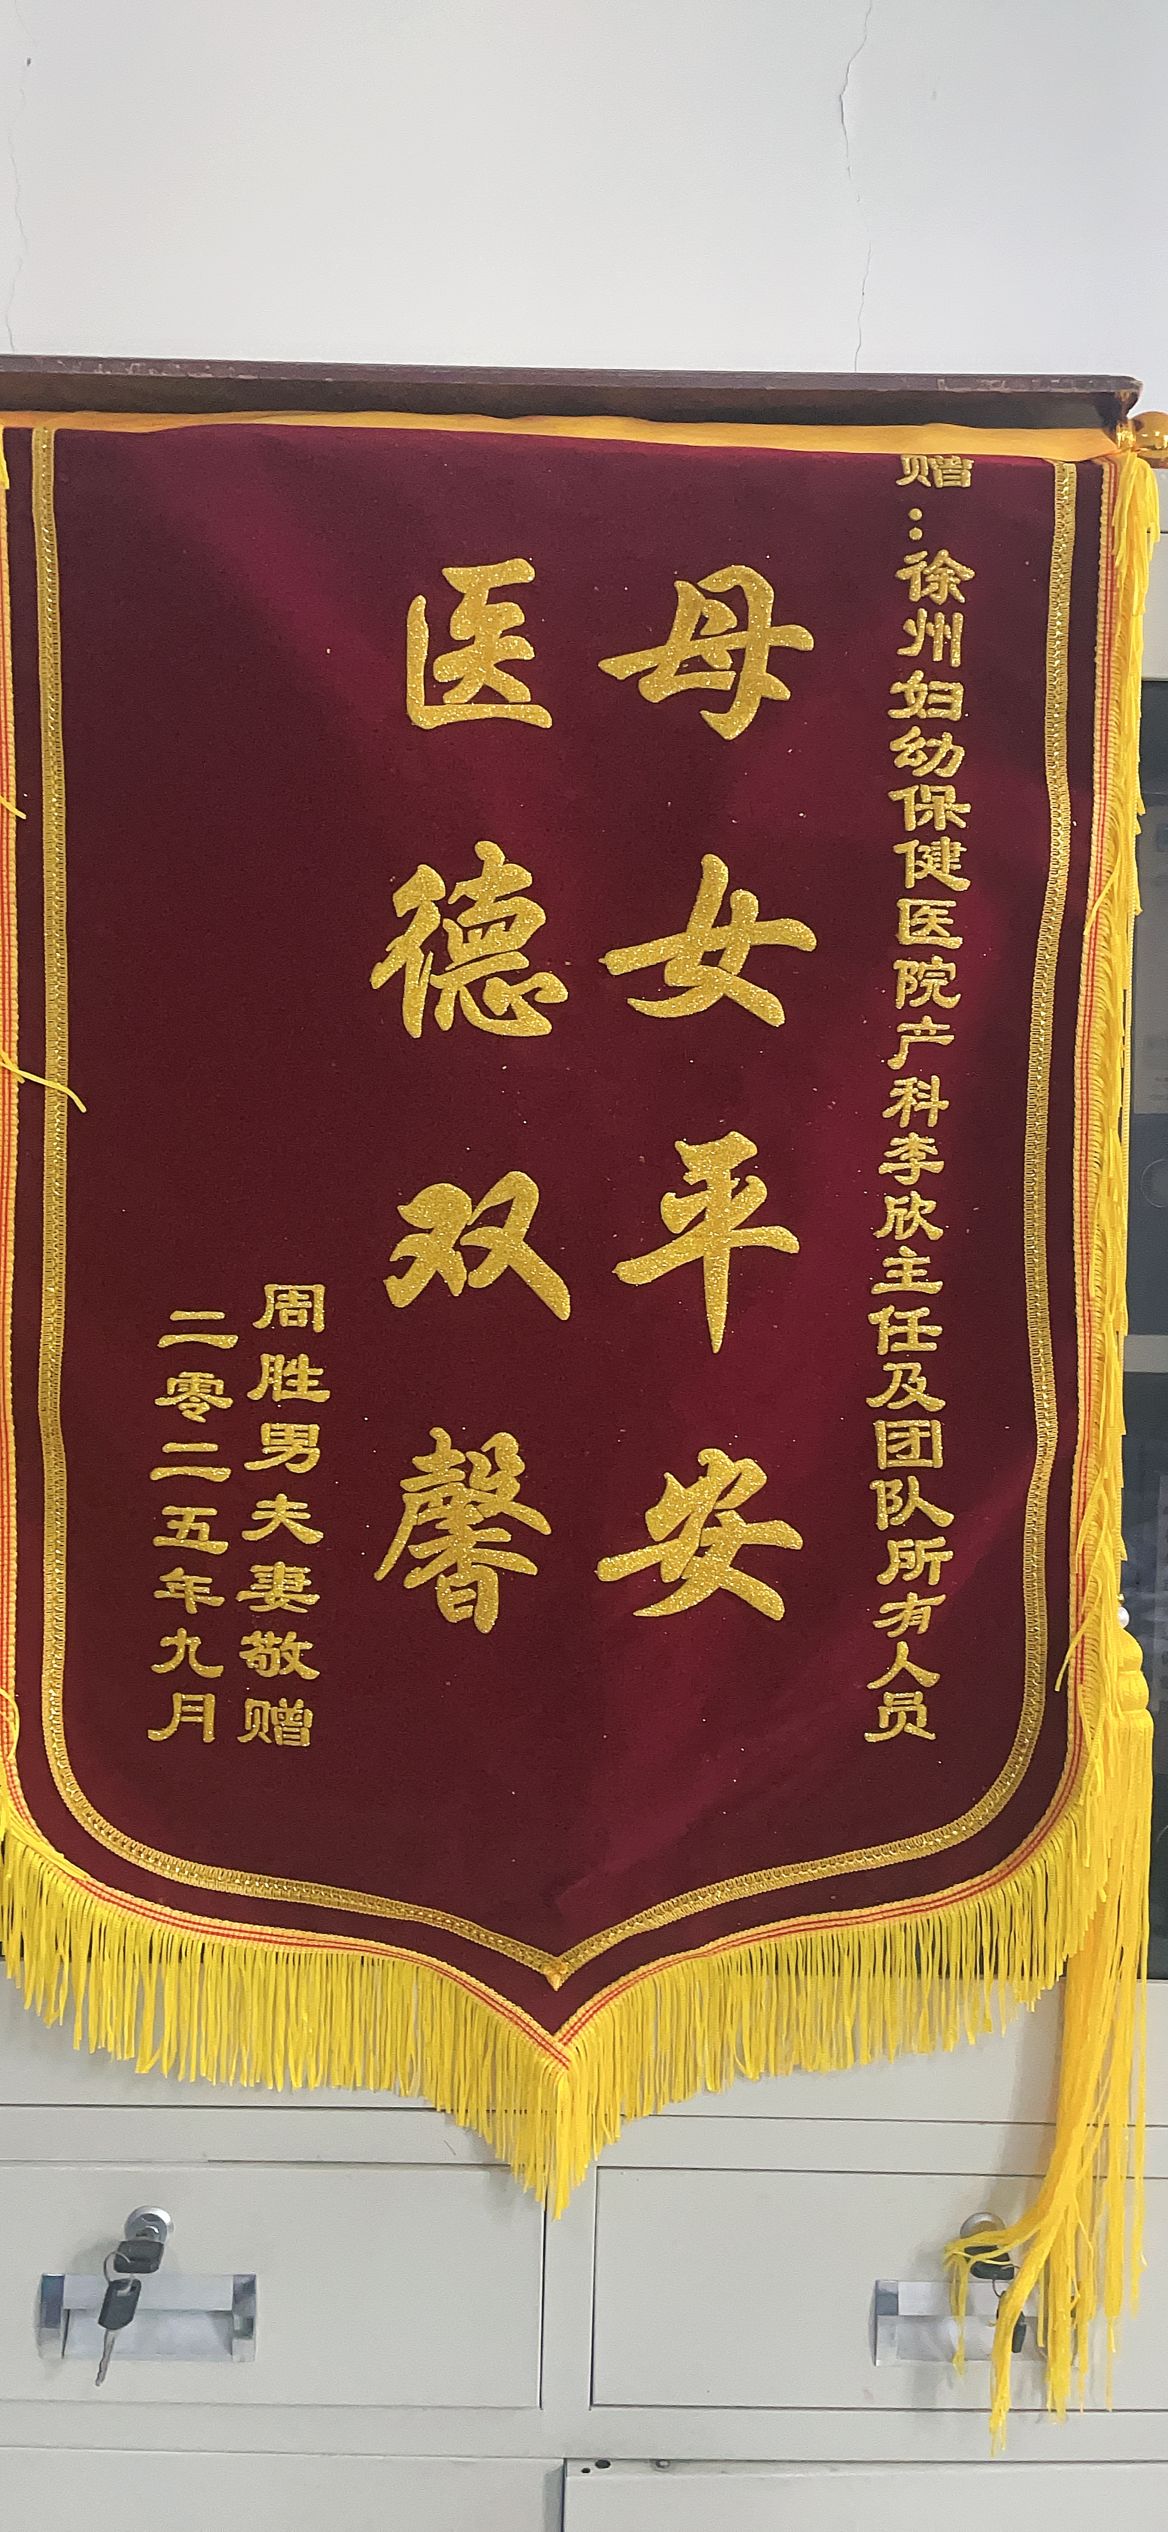 赠：徐州妇幼保健医院产科李欣主任及团队所有人员
母女平安
医德双馨
周胜男夫妻敬赠
二零二五年九月